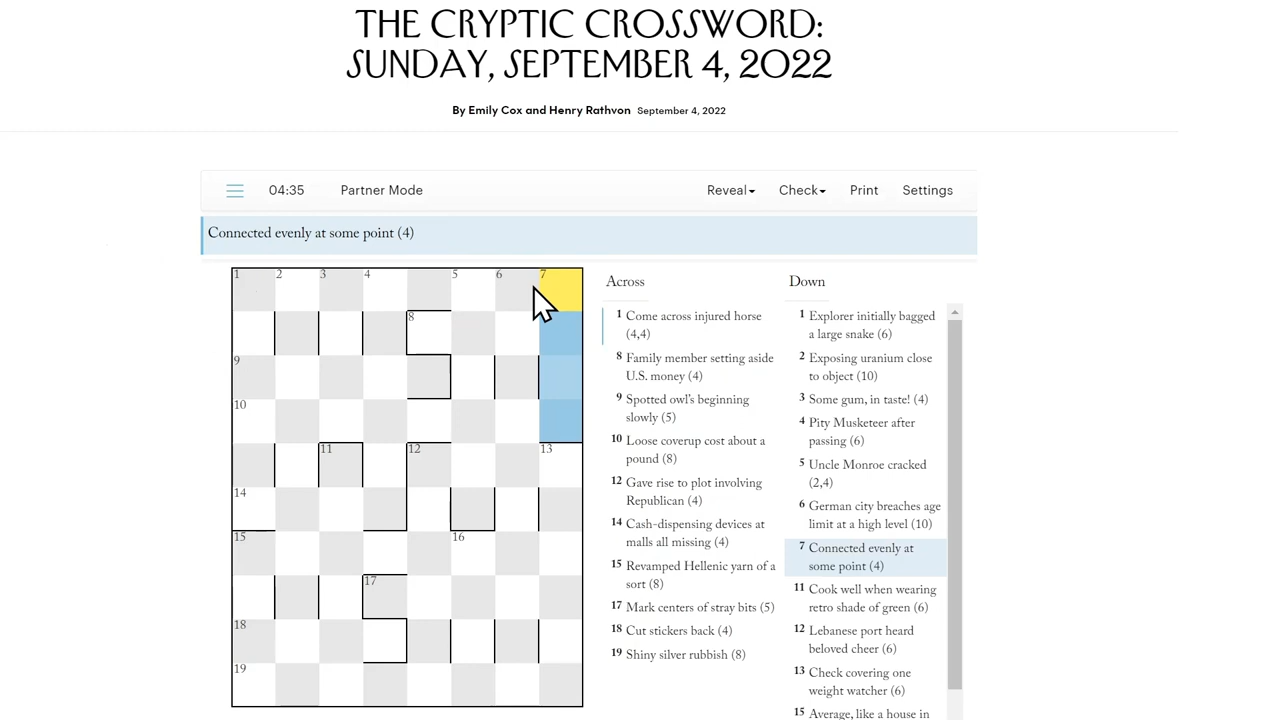 THE CRYPTIC CROSSWORD:
SUNDAY, SEPTEMBER 4, 2022
By Emily Cox and Henry Rathvon September 4, 2022
04:35 Partner Mode Reveal Check Print Settings
Connected evenly at some point (4)
1 2 3 4 5 6 7
8
9
10
11 12 13
14
15 16
17
18
19
Across
1 Come across injured horse
(4,4)
8 Family member setting aside
U.S. money (4)
9 Spotted owl's beginning
slowly (5)
10 Loose coverup cost about a
pound (8)
12 Gave rise to plot involving
Republican (4)
14 Cash-dispensing devices at
malls all missing (4)
15 Revamped Hellenic yarn of a
sort (8)
17 Mark centers of stray bits (5)
18 Cut stickers back (4)
19 Shiny silver rubbish (8)
Down
1 Explorer initially bagged
a large snake (6)
2 Exposing uranium close
to object (10)
3 Some gum, in taste! (4)
4 Pity Musketeer after
passing (6)
5 Uncle Monroe cracked
(2,4)
6 German city breaches age
limit at a high level (10)
7 Connected evenly at
some point (4)
11 Cook well when wearing
retro shade of green (6)
12 Lebanese port heard
beloved cheer (6)
13 Check covering one
weight watcher (6)
15 Average, like a house in